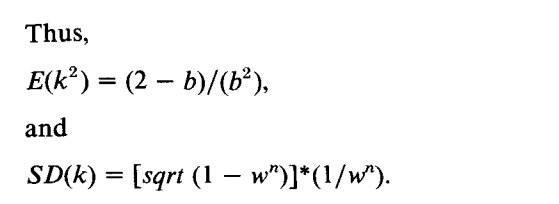 Thus,
E(k²) = (2 − b)/(b²),
and
SD(k) = [sqrt (1 − wⁿ)]*(1/wⁿ).